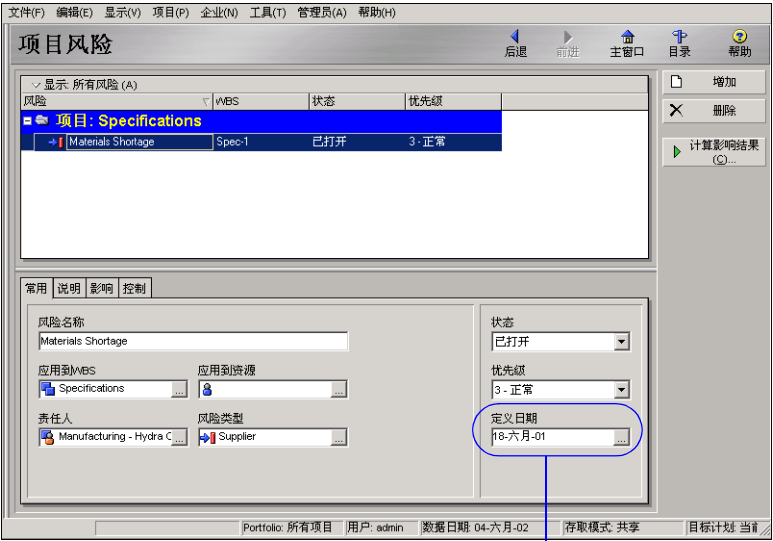 文件(F) 编辑(E) 显示(V) 项目(P) 企业(N) 工具(T) 管理员(A) 帮助(H)
项目风险
后退 前进 主窗口 目录 帮助
显示: 所有风险 (A)
风险 WBS 状态 优先级
项目: Specifications
Materials Shortage Spec-1 已打开 3 - 正常
增加
删除
计算影响结果
(C)...
常用 说明 影响 控制
风险名称
Materials Shortage
应用到WBS 应用到资源
Specifications ... ...
责任人 风险类型
Manufacturing - Hydra C ... Supplier ...
状态
已打开
优先级
3 - 正常
定义日期
18-六月-01 ...
Portfolio: 所有项目 用户: admin 数据日期: 04-六月-02 存取模式: 共享 目标计划: 当前